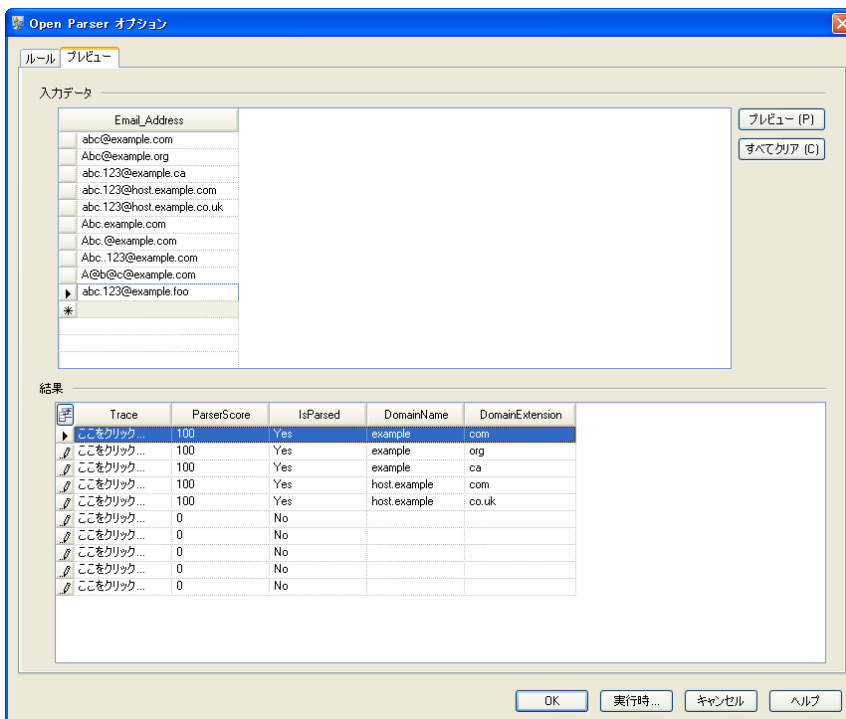 Open Parser オプション
ルール プレビュー
入力データ
Email_Address
プレビュー (P)
すべてクリア (C)
abc@example.com
Abc@example.org
abc.123@example.ca
abc.123@host.example.com
abc.123@host.example.co.uk
Abc.example.com
Abc.@example.com
Abc..123@example.com
A@b@c@example.com
abc.123@example.foo
結果
Trace ParserScore IsParsed DomainName DomainExtension
ここをクリック... 100 Yes example com
ここをクリック... 100 Yes example org
ここをクリック... 100 Yes example ca
ここをクリック... 100 Yes host.example com
ここをクリック... 100 Yes host.example co.uk
ここをクリック... 0 No
ここをクリック... 0 No
ここをクリック... 0 No
ここをクリック... 0 No
ここをクリック... 0 No
OK 実行時... キャンセル ヘルプ